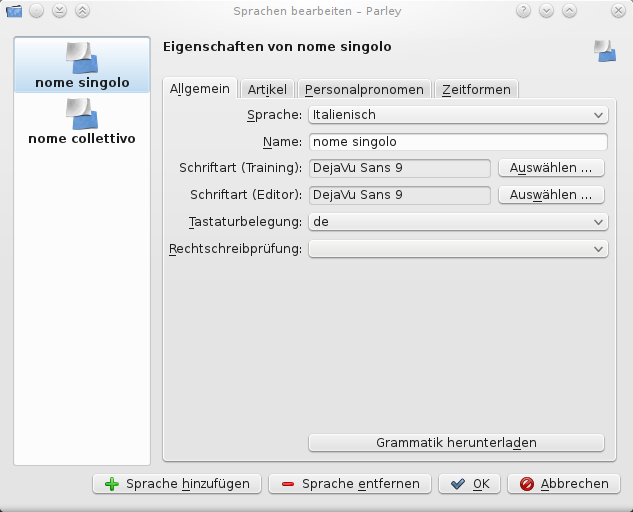 Sprachen bearbeiten – Parley
nome singolo
nome collettivo
Eigenschaften von nome singolo
Allgemein Artikel Personalpronomen Zeitformen
Sprache: Italienisch
Name: nome singolo
Schriftart (Training): DejaVu Sans 9 Auswählen ...
Schriftart (Editor): DejaVu Sans 9 Auswählen ...
Tastaturbelegung: de
Rechtschreibprüfung:
Grammatik herunterladen
Sprache hinzufügen Sprache entfernen OK Abbrechen